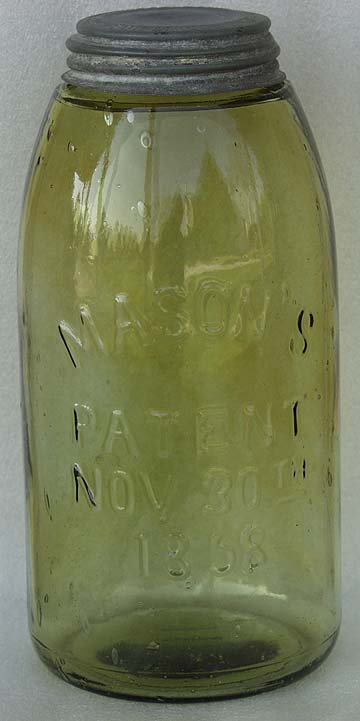 MASON'S
PATENT
NOV 30TH
1858